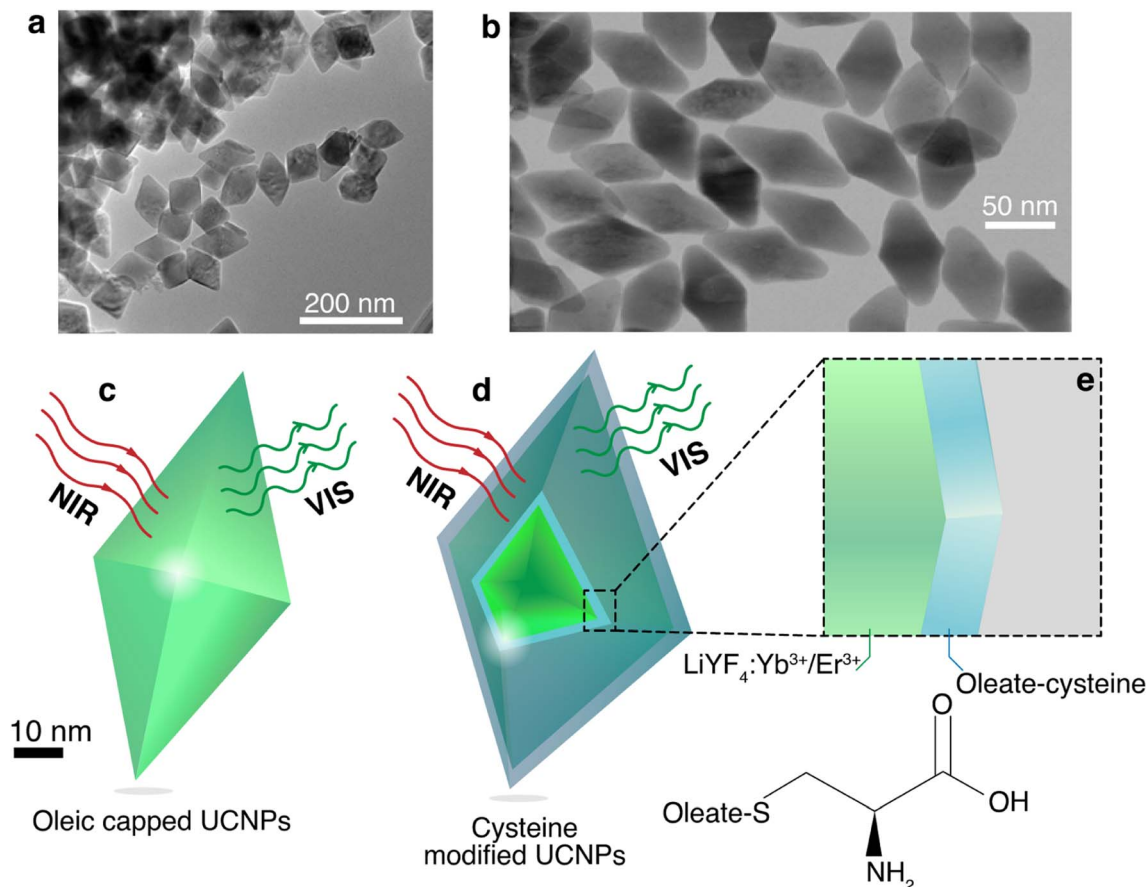 a
b
200 nm
50 nm
c
NIR
VIS
d
NIR
VIS
e
10 nm
Oleic capped UCNPs
Cysteine
modified UCNPs
LiYF₄:Yb³⁺/Er³⁺
Oleate-cysteine
O
OH
Oleate-S
NH₂